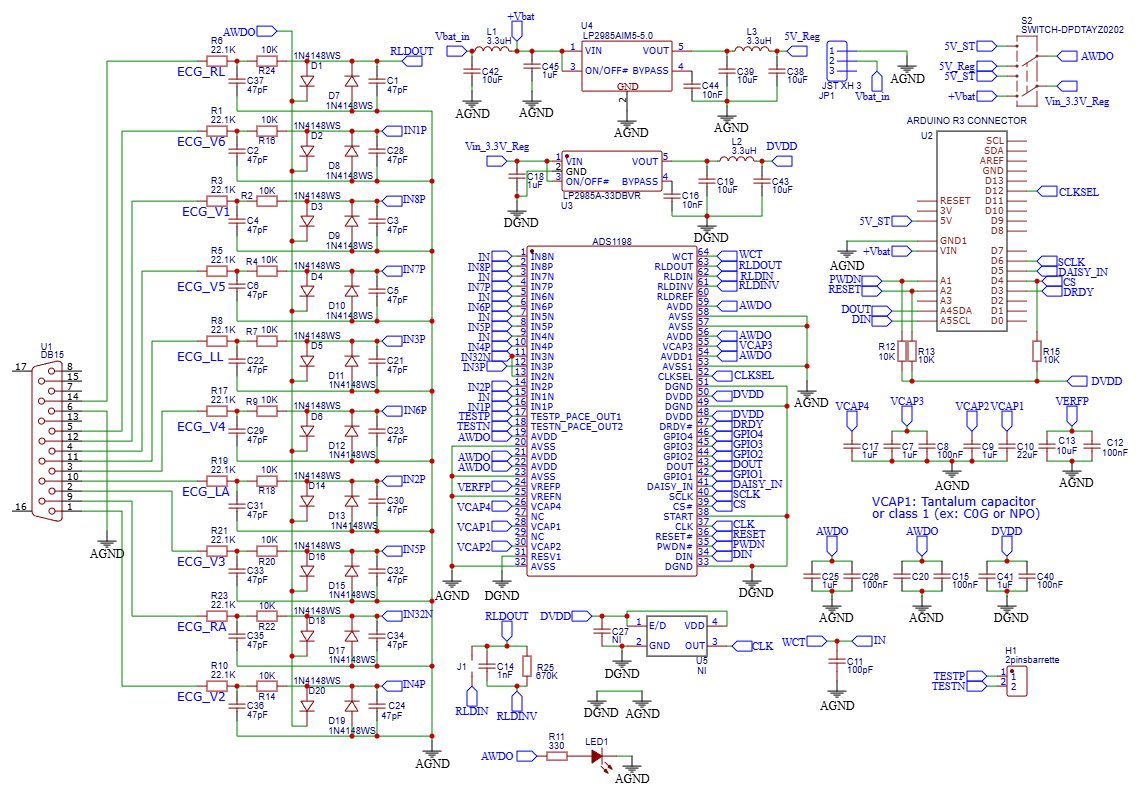 AWDO
R6
22.1K
ECG_RL
10K
R24
C37
47pF
1N4148WS
D1
D7
1N4148WS
RLDOUT
C1
47pF
R1
22.1K
ECG_V6
10K
R16
C2
47pF
1N4148WS
D2
D8
1N4148WS
IN1P
C28
47pF
R3
22.1K
ECG_V1
R2
10K
C4
47pF
1N4148WS
D3
D9
1N4148WS
IN8P
C3
47pF
R5
22.1K
ECG_V5
R4
10K
C6
47pF
1N4148WS
D4
D10
1N4148WS
IN7P
C5
47pF
R8
22.1K
ECG_LL
R7
10K
C22
47pF
1N4148WS
D5
D11
1N4148WS
IN3P
C21
47pF
R17
22.1K
ECG_V4
R9
10K
C29
47pF
1N4148WS
D6
D12
1N4148WS
IN6P
C23
47pF
R19
22.1K
ECG_LA
10K
R18
C31
47pF
1N4148WS
D14
D13
1N4148WS
IN2P
C30
47pF
R21
22.1K
ECG_V3
10K
R20
C33
47pF
1N4148WS
D16
D15
1N4148WS
IN5P
C32
47pF
R23
22.1K
ECG_RA
10K
R22
C35
47pF
1N4148WS
D18
D17
1N4148WS
IN32N
C34
47pF
R10
22.1K
ECG_V2
10K
R14
C36
47pF
1N4148WS
D20
D19
1N4148WS
IN4P
C24
47pF
AGND
U1
DB15
17
16
8
15
7
14
6
13
5
12
4
11
3
10
2
9
1
AGND
Vbat_in
L1
3.3uH
+Vbat
C42
10uF
AGND
C45
1uF
AGND
U4
LP2985AIM5-5.0
1 VIN VOUT 5
3 ON/OFF# BYPASS 4
GND
2
AGND
C44
10nF
L3
3.3uH
5V_Reg
C39
10uF
C38
10uF
AGND
1
2
3
JST XH 3
JP1
AGND
Vbat_in
S2
SWITCH-DPDTAYZ0202
5V_ST
5V_Reg
5V_ST
+Vbat
AWDO
Vin_3.3V_Reg
Vin_3.3V_Reg
C18
1uF
DGND
1 VIN VOUT 5
2 GND
3 ON/OFF# BYPASS 4
LP2985A-33DBVR
U3
C16
10nF
L2
3.3uH
DVDD
C19
10uF
C43
10uF
DGND
ARDUINO R3 CONNECTOR
U2
SCL
SDA
AREF
GND
D13
D12
D11
D10
D9
D8
D7
D6
D5
D4
D3
D2
D1
D0
RESET
3V
5V
GND1
VIN
A1
A2
A3
A4SDA
A5SCL
5V_ST
AGND
+Vbat
PWDN
RESET
DOUT
DIN
CLKSEL
SCLK
DAISY_IN
CS
DRDY
R12
10K
R13
10K
R15
10K
DVDD
ADS1198
IN 1 IN8N
IN8P 2 IN8P
IN 3 IN7N
IN7P 4 IN7P
IN 5 IN6N
IN6P 6 IN6P
IN 7 IN5N
IN5P 8 IN5P
IN 9 IN4N
IN4P 10 IN4P
IN32N 11 IN3N
IN3P 12 IN3P
13 IN2N
IN2P 14 IN2P
IN 15 IN1N
IN1P 16 IN1P
TESTP 17 TESTP_PACE_OUT1
TESTN 18 TESTN_PACE_OUT2
AWDO 19 AVDD
20 AVSS
AWDO 21 AVDD
AWDO 22 AVDD
23 AVSS
VERFP 24 VREFP
25 VREFN
VCAP4 26 VCAP4
27 NC
VCAP1 28 VCAP1
29 NC
VCAP2 30 VCAP2
31 RESV1
32 AVSS
WCT 64 WCT
RLDOUT 63 RLDOUT
RLDIN 62 RLDIN
RLDINV 61 RLDINV
RLDREF 60
AVDD 59 AWDO
AVSS 58
AVSS 57
AVDD 56 AWDO
VCAP3 55 VCAP3
AVDD1 54 AWDO
AVSS1 53
CLKSEL 52 CLKSEL
DGND 51
DVDD 50 DVDD
DGND 49
DVDD 48 DVDD
DRDY# 47 DRDY
GPIO4 46 GPIO4
GPIO3 45 GPIO3
GPIO2 44 GPIO2
DOUT 43 DOUT
GPIO1 42 GPIO1
DAISY_IN 41 DAISY_IN
SCLK 40 SCLK
CS# 39 CS
START 38
CLK 37 CLK
RESET# 36 RESET
PWDN# 35 PWDN
DIN 34 DIN
DGND 33
AGND
DGND
AGND
DGND
VCAP4
VCAP3
VCAP2
VCAP1
VERFP
C17
1uF
C7
1uF
C8
100nF
C9
1uF
C10
22uF
C13
10uF
C12
100nF
AGND
AGND
VCAP1: Tantalum capacitor
or class 1 (ex: C0G or NPO)
AWDO
AWDO
DVDD
C25
1uF
C26
100nF
C20
1uF
C15
100nF
C41
1uF
C40
100nF
AGND
AGND
DGND
RLDOUT
J1
C14
1nF
R25
670K
RLDIN
RLDINV
DVDD
C27
NI
DGND
1 E/D VDD 4
2 GND OUT 3
U5
NI
CLK
DGND
AGND
WCT
IN
C11
100pF
AGND
H1
2pinsbarrette
TESTP 1 1
TESTN 2 2
AWDO
R11
330
LED1
AGND